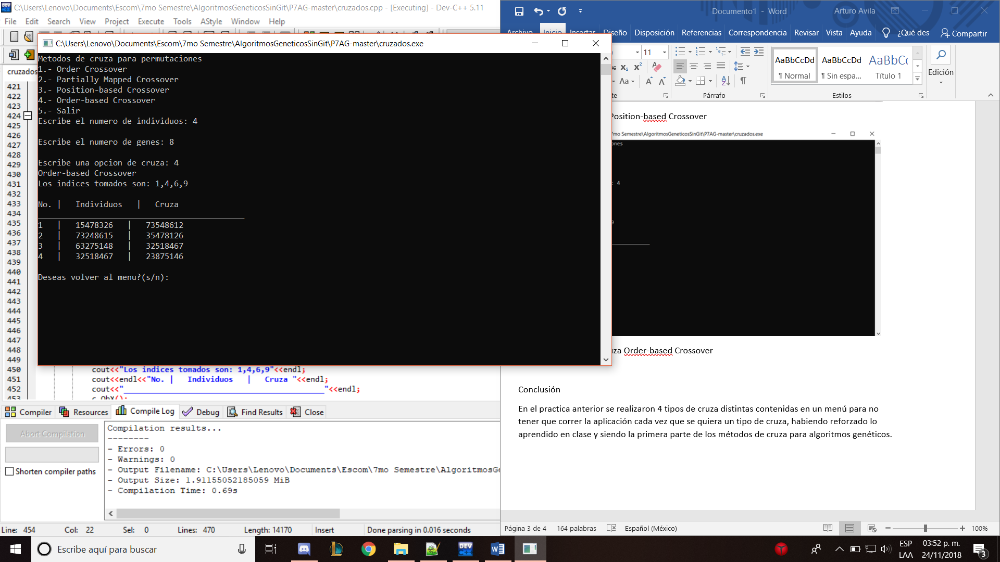 C:\Users\Lenovo\Documents\Escom\7mo Semestre\AlgoritmosGeneticosSinGit\P7AG-master\cruzados.cpp - [Executing] - Dev-C++ 5.11
File Edit Search View Project Execute Tools AStyle Window Help
cruzados
421
422
423
424
425
426
427
428
429
430
431
432
433
434
435
436
437
438
439
440
441
442
443
444
445
446
447
448
449
450 cout<<"Los indices tomados son: 1,4,6,9"<<endl;
451 cout<<endl<<"No. | Individuos | Cruza "<<endl;
452 cout<<"___________________________________________"<<endl;
453 c.ObX();
C:\Users\Lenovo\Documents\Escom\7mo Semestre\AlgoritmosGeneticosSinGit\P7AG-master\cruzados.exe
Metodos de cruza para permutaciones
1.- Order Crossover
2.- Partially Mapped Crossover
3.- Position-based Crossover
4.- Order-based Crossover
5.- Salir
Escribe el numero de individuos: 4
Escribe el numero de genes: 8
Escribe una opcion de cruza: 4
Order-based Crossover
Los indices tomados son: 1,4,6,9
No. | Individuos | Cruza
____________________________________________
1 | 15478326 | 73548612
2 | 73248615 | 35478126
3 | 63275148 | 32518467
4 | 32518467 | 23875146
Deseas volver al menu?(s/n):
Compiler Resources Compile Log Debug Find Results Close
Abort Compilation
Shorten compiler paths
Compilation results...
--------
- Errors: 0
- Warnings: 0
- Output Filename: C:\Users\Lenovo\Documents\Escom\7mo Semestre\AlgoritmosGe
- Output Size: 1.91155052185059 MiB
- Compilation Time: 0.69s
Line: 454 Col: 22 Sel: 0 Lines: 470 Length: 14170 Insert Done parsing in 0.016 seconds
Documento1 - Word Arturo Avila
Archivo Inicio Insertar Diseño Disposición Referencias Correspondencia Revisar Vista Ayuda ¿Qué des Compartir
11
x₂ x² Aa A A
AaBbCcDd AaBbCcDd AaBbCc
¶ Normal ¶ Sin espa... Título 1
Edición
te Párrafo Estilos
Position-based Crossover
7mo Semestre\AlgoritmosGeneticosSinGit\P7AG-master\cruzados.exe
ones
: 4
9
za Order-based Crossover
Conclusión
En el practica anterior se realizaron 4 tipos de cruza distintas contenidas en un menú para no
tener que correr la aplicación cada vez que se quiera un tipo de cruza, habiendo reforzado lo
aprendido en clase y siendo la primera parte de los métodos de cruza para algoritmos genéticos.
Página 3 de 4 164 palabras Español (México) 100%
Escribe aquí para buscar
DEV
ESP
LAA
03:52 p. m.
24/11/2018
3